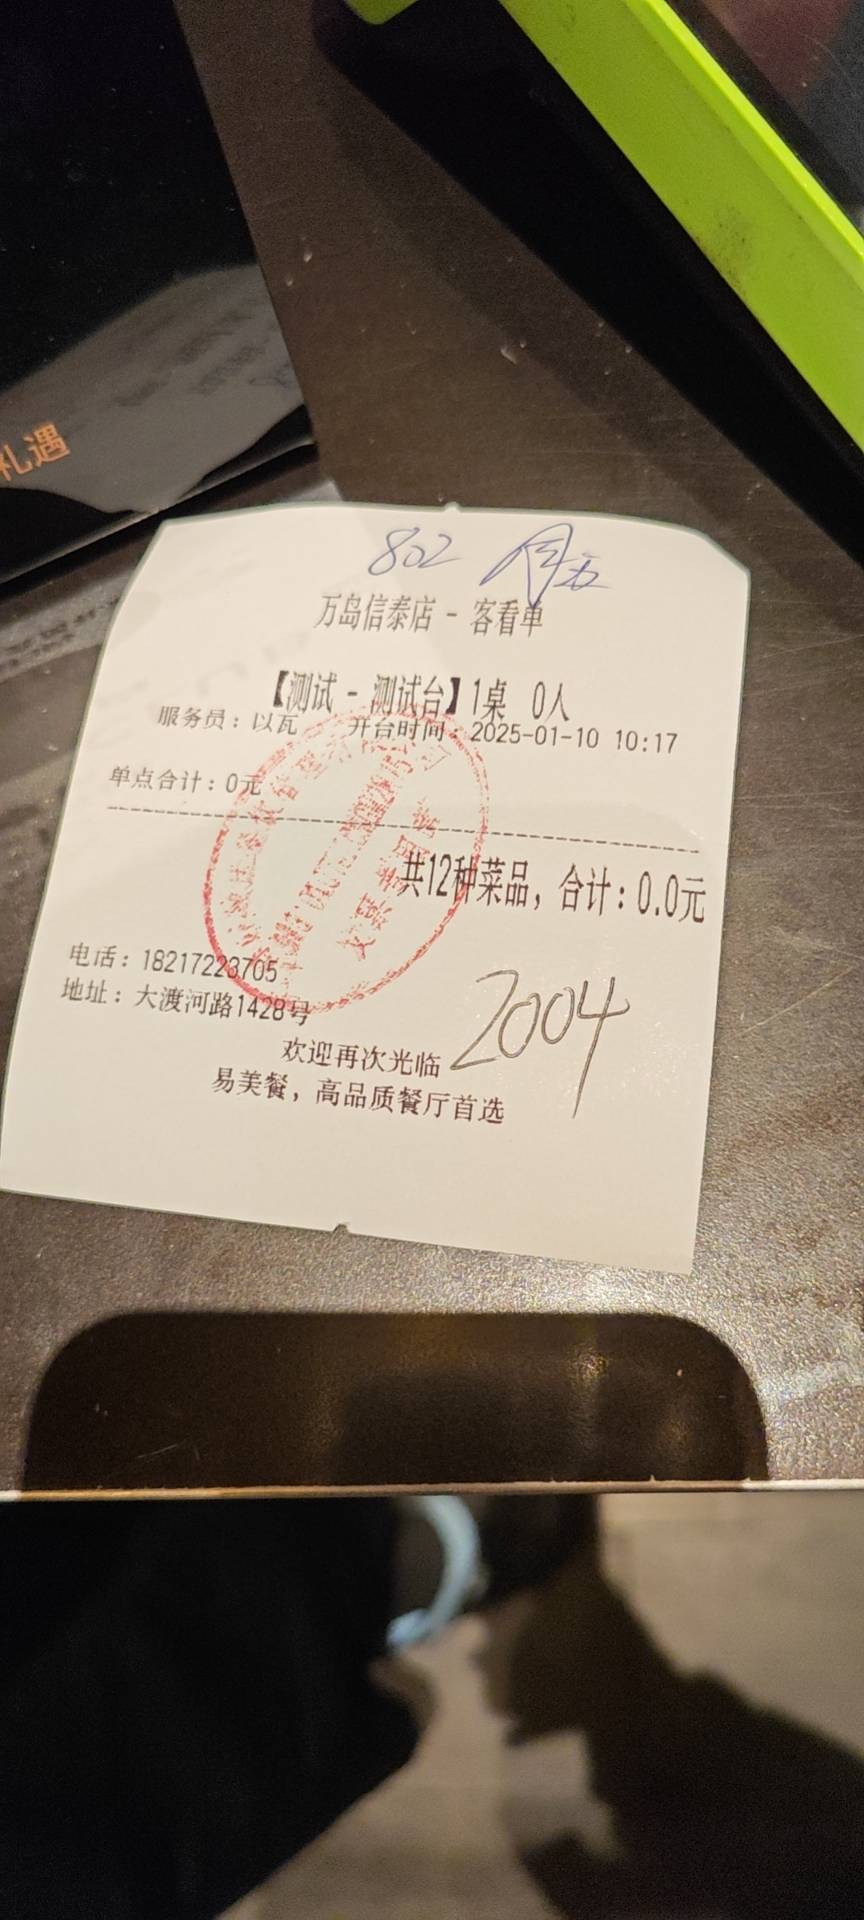 礼遇
802 周五
万岛信泰店 - 客看单
【测试 - 测试台】1桌 0人
服务员：以瓦 开台时间：2025-01-10 10:17
单点合计：0元
共12种菜品，合计：0.0元
电话：18217223705
地址：大渡河路1428号
2004
欢迎再次光临
易美餐，高品质餐厅首选